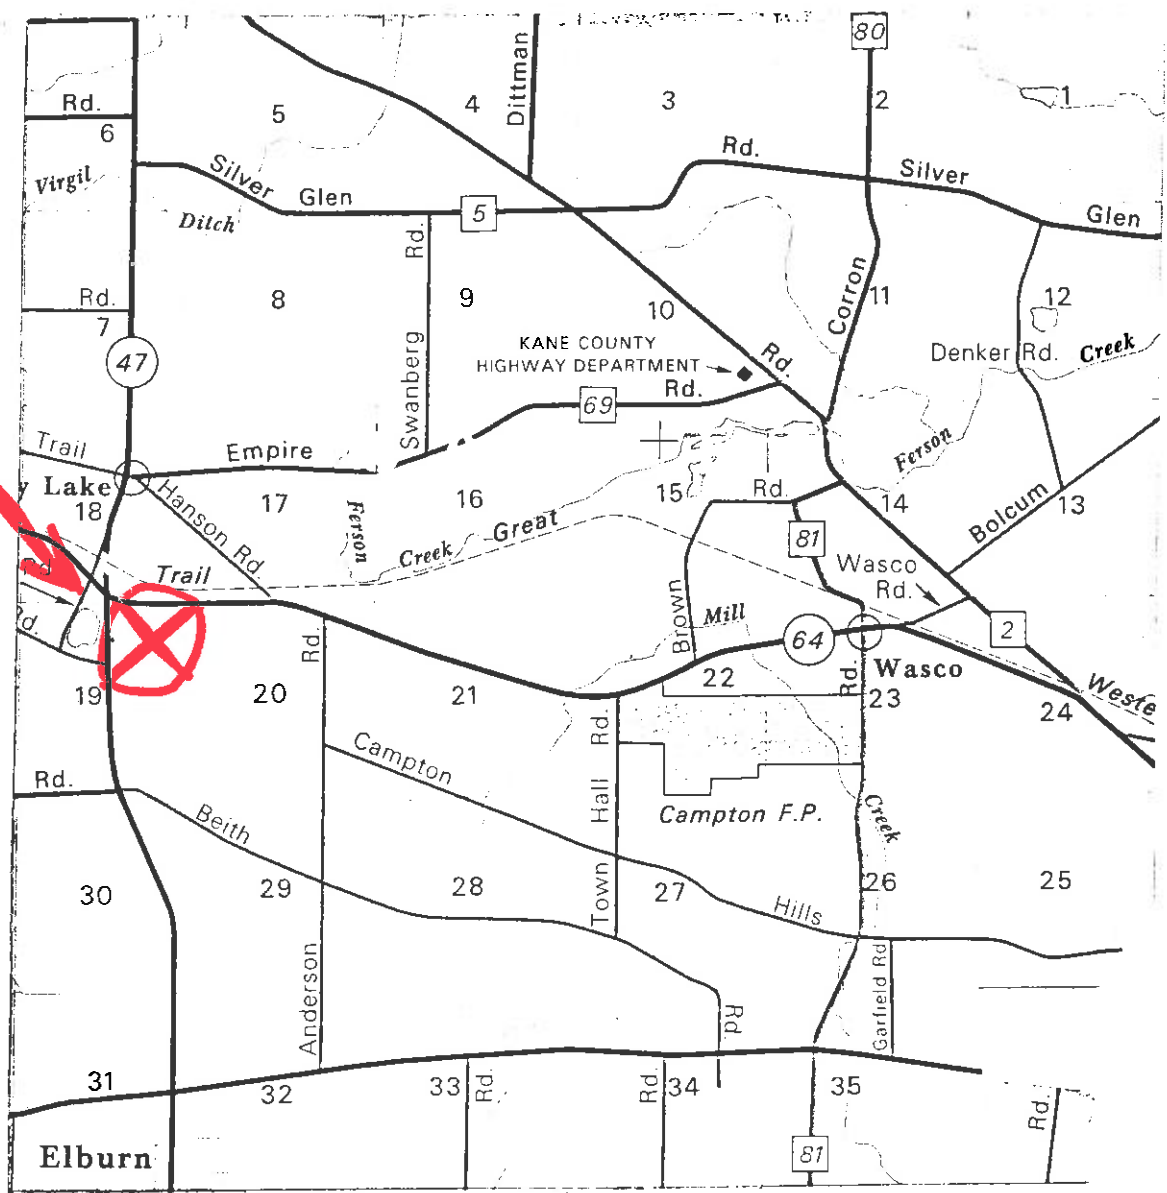 80
Dittman
Rd.
6
5
4
3
2
1
Rd.
Virgil
Silver
Glen
5
Silver
Glen
Ditch
Rd.
Rd.
7
8
9
10
11
12
Corron
47
Swanberg
KANE COUNTY
HIGHWAY DEPARTMENT
Rd.
Rd.
69
Denker Rd.
Creek
Trail
Empire
y Lake
Hanson Rd
18
17
16
15
Rd.
14
13
Ferson
Bolcum
Ferson
Creek
Great
81
Wasco
Rd.
Trail
Rd
Rd
Brown
Mill
64
2
Rd.
Wasco
19
20
21
22
Rd.
23
24
Weste
Rd.
Campton
Rd.
Beith
Hall
Campton F.P.
Creek
30
29
28
Town
27
26
25
Hills
Anderson
Rd
Garfield Rd
31
32
33
Rd.
Rd.
34
35
Rd.
Elburn
81